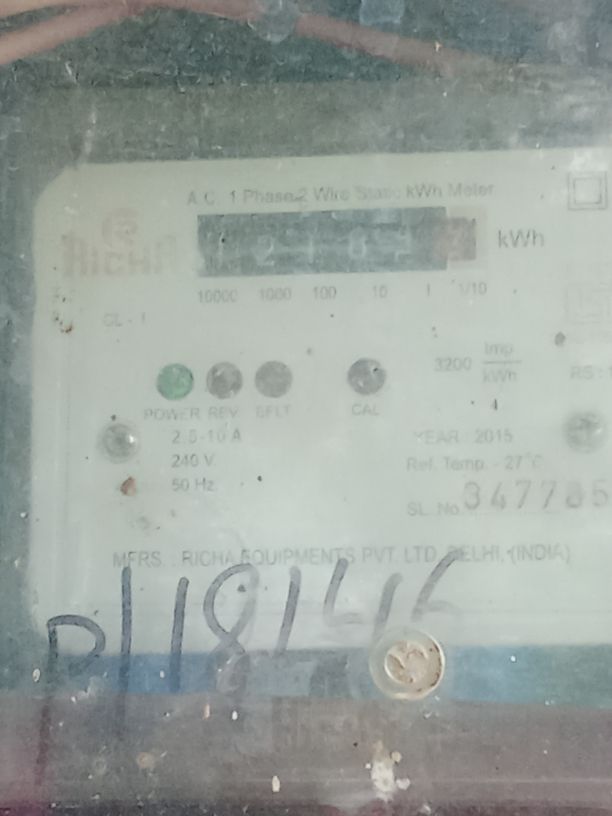 A.C. 1 Phase 2 Wire Static kWh Meter
RICHA
kWh
10000 1000 100 10 1 1/10
CL - 1
3200 Imp/kWh
POWER REV EFLT CAL
2.5-10 A
240 V.
50 Hz.
YEAR : 2015
Ref. Temp. - 27°C
SL. No. 347785
MFRS. : RICHA EQUIPMENTS PVT. LTD. DELHI. (INDIA)